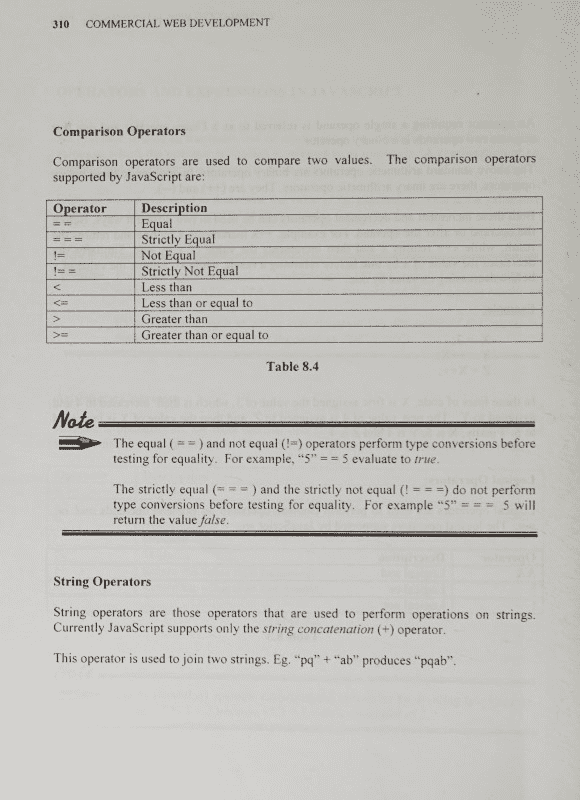 310 COMMERCIAL WEB DEVELOPMENT
Comparison Operators
Comparison operators are used to compare two values. The comparison operators
supported by JavaScript are:
Operator Description
= = Equal
= = = Strictly Equal
!= Not Equal
!= = Strictly Not Equal
< Less than
<= Less than or equal to
> Greater than
>= Greater than or equal to
Table 8.4
Note
The equal ( = = ) and not equal (!=) operators perform type conversions before
testing for equality. For example, “5” = = 5 evaluate to true.
The strictly equal (= = = ) and the strictly not equal (! = = =) do not perform
type conversions before testing for equality. For example “5” = = = 5 will
return the value false.
String Operators
String operators are those operators that are used to perform operations on strings.
Currently JavaScript supports only the string concatenation (+) operator.
This operator is used to join two strings. Eg. “pq” + “ab” produces “pqab”.